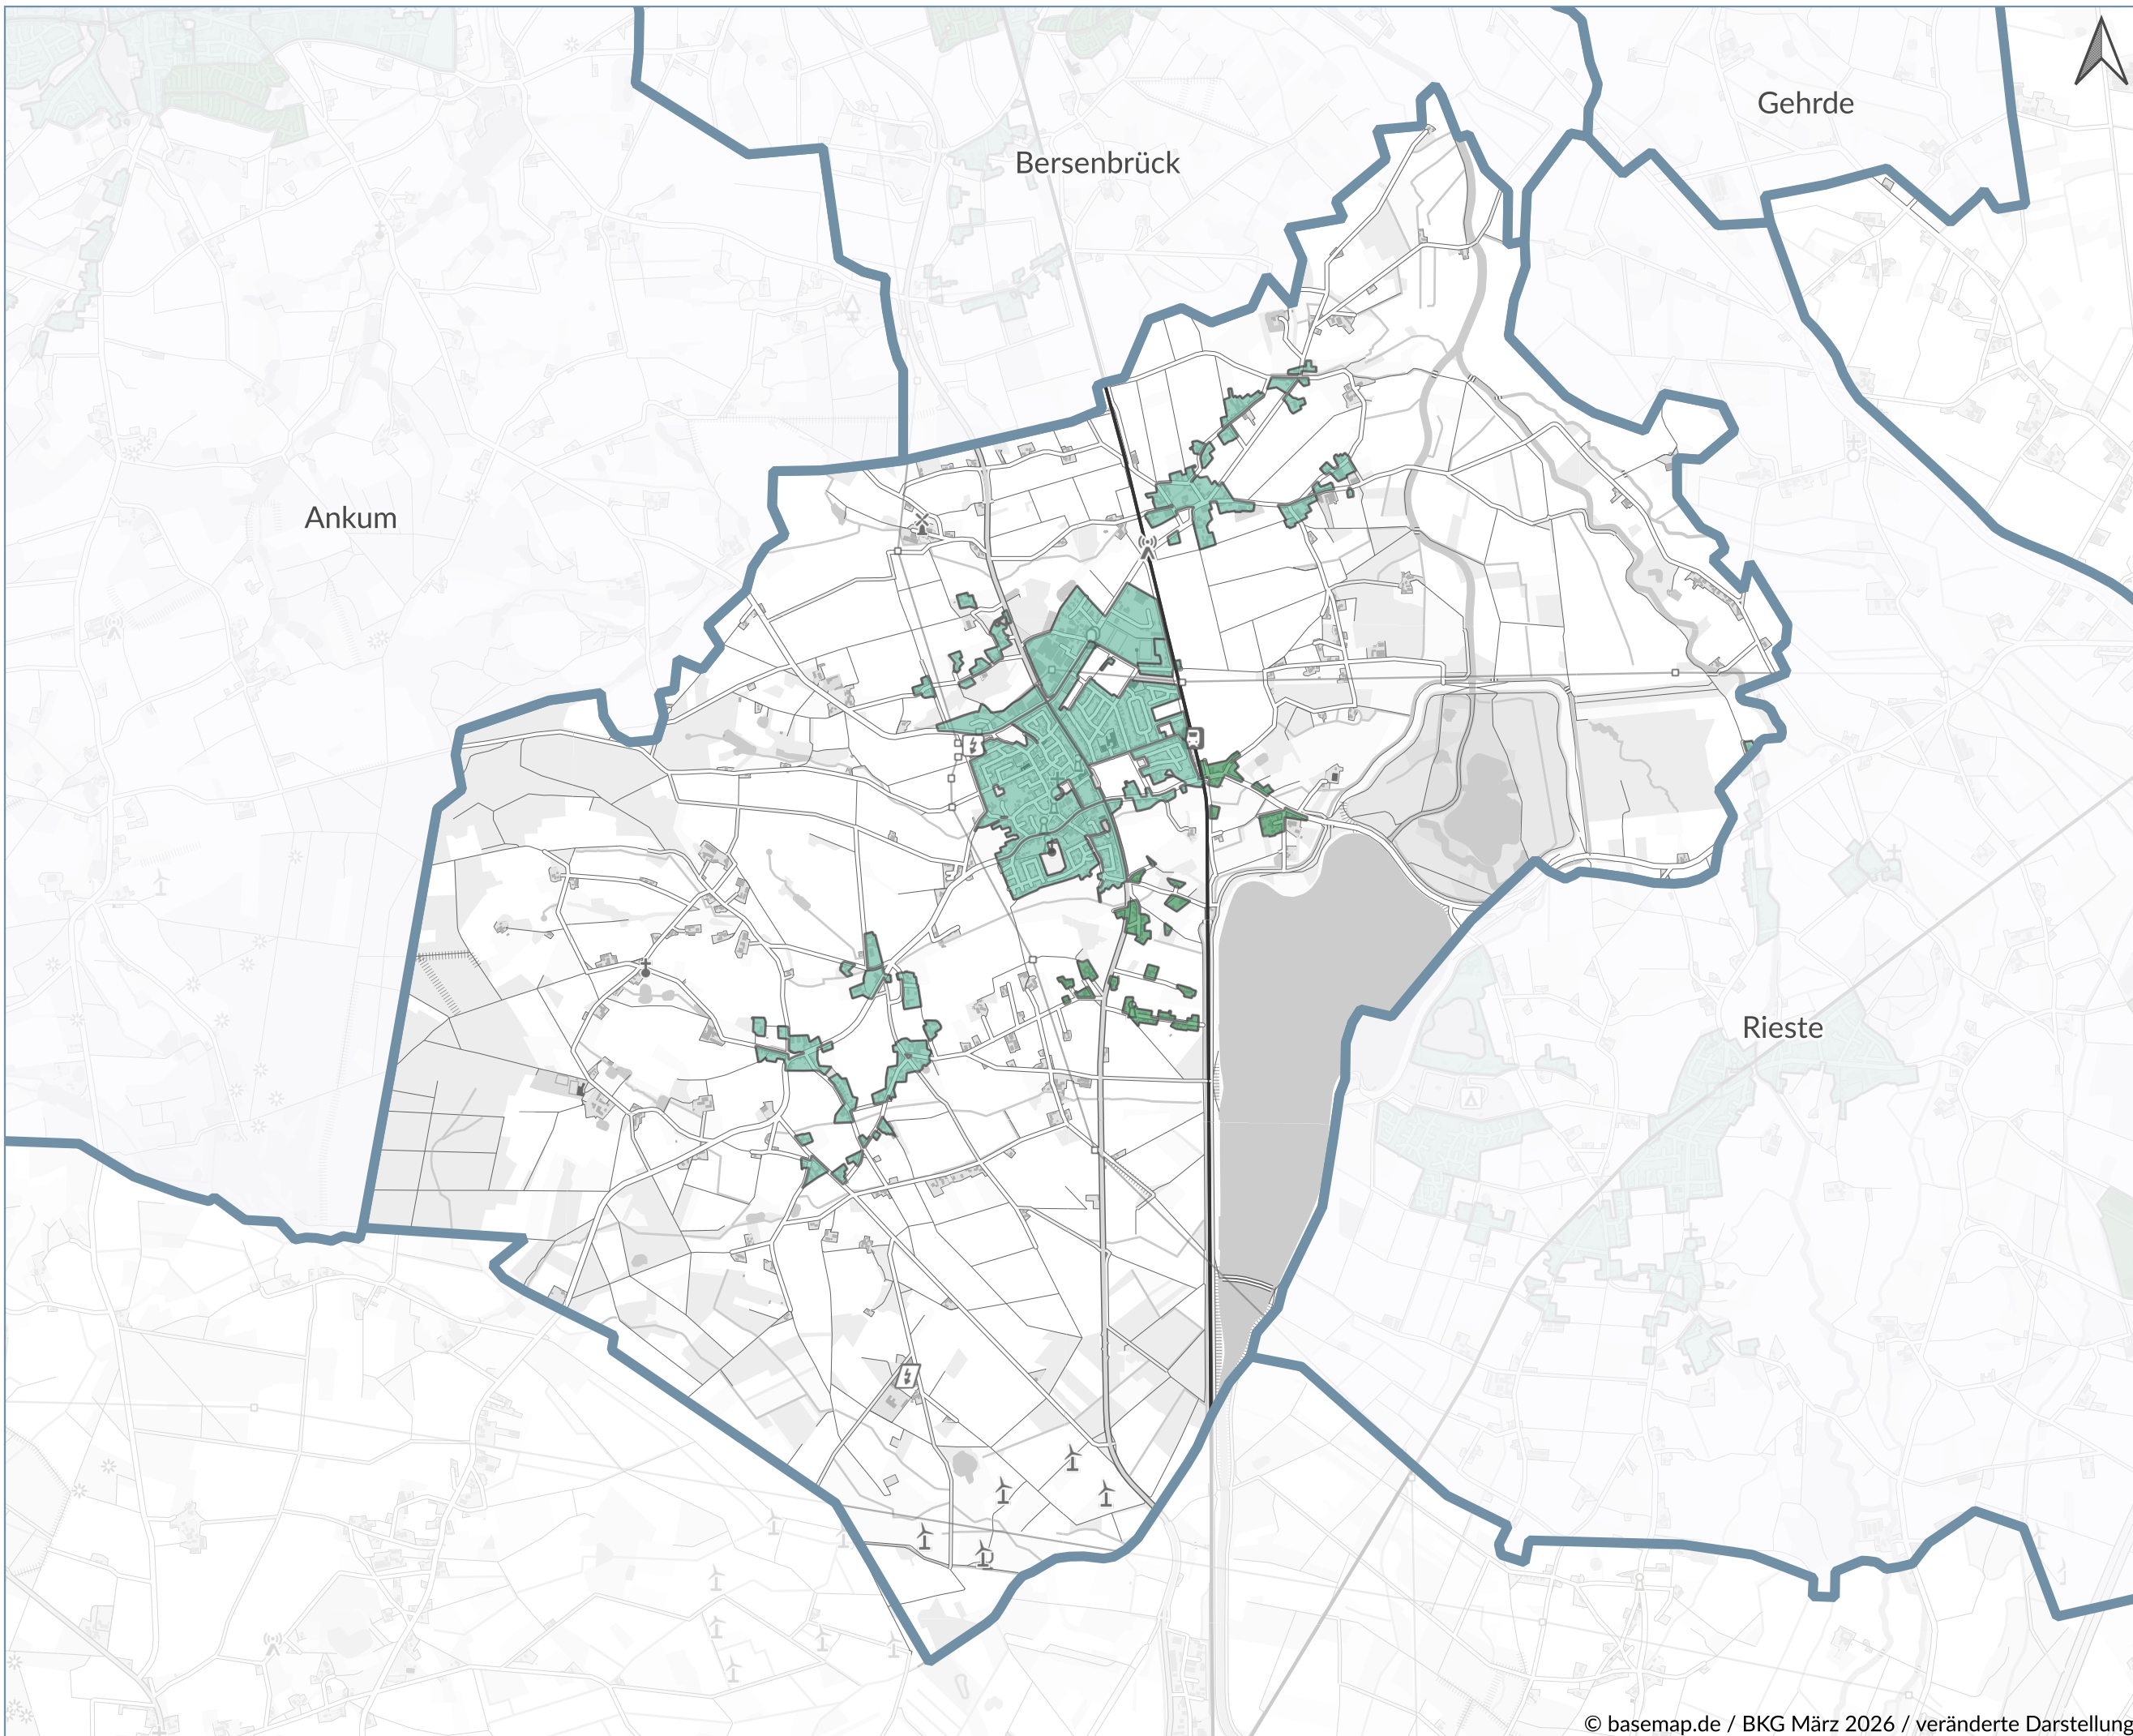 Gehrde
Bersenbrück
Ankum
Rieste
© basemap.de / BKG März 2026 / veränderte Darstellung